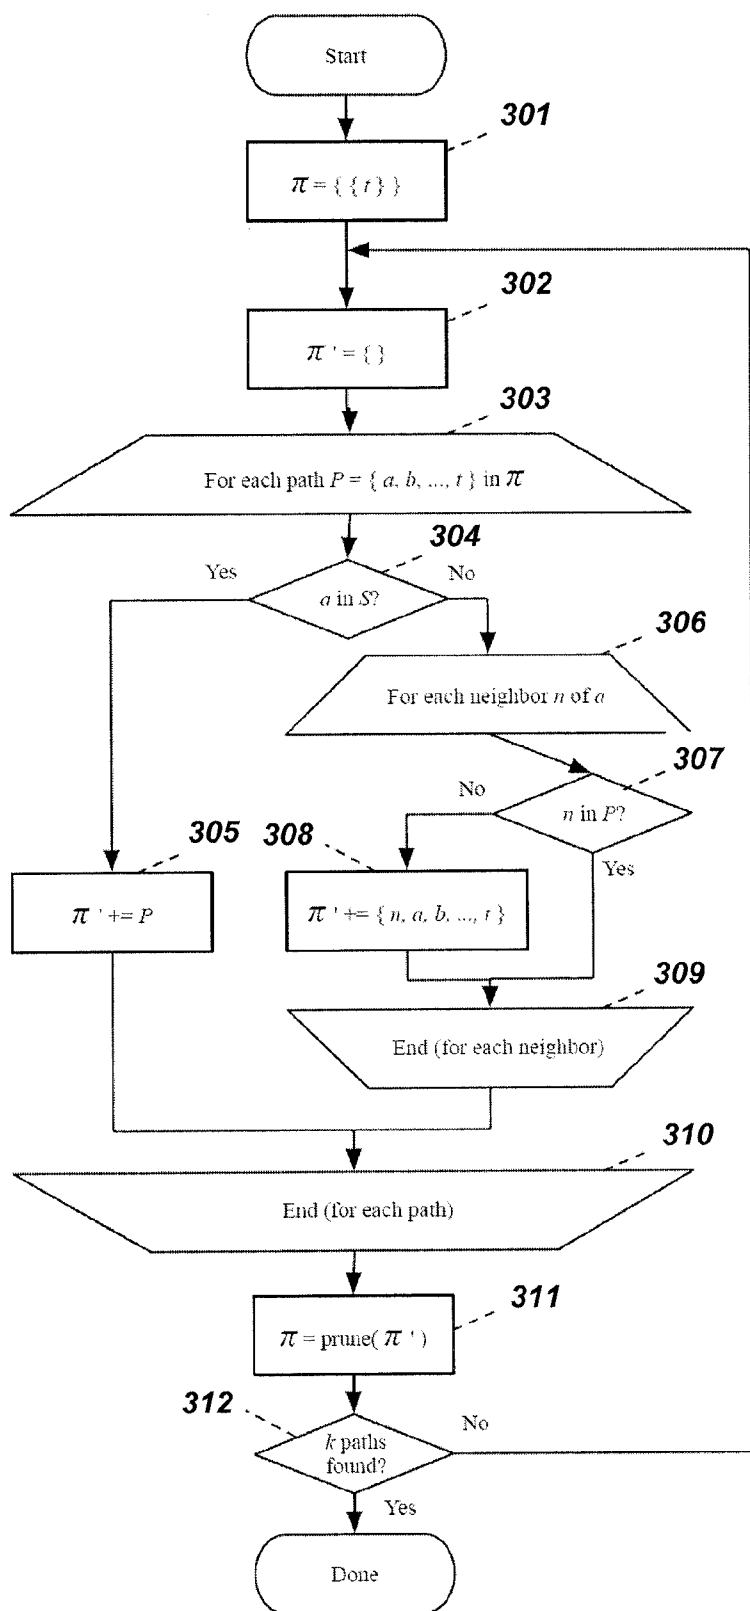 Start
301
π = { { t } }
302
π ' = { }
303
For each path P = { a, b, ..., t } in π
304
Yes
No
a in S?
306
For each neighbor n of a
307
No
n in P?
305
308
Yes
π ' += P
π ' += { n, a, b, ..., t }
309
End (for each neighbor)
310
End (for each path)
311
π = prune( π ' )
312
No
k paths
found?
Yes
Done